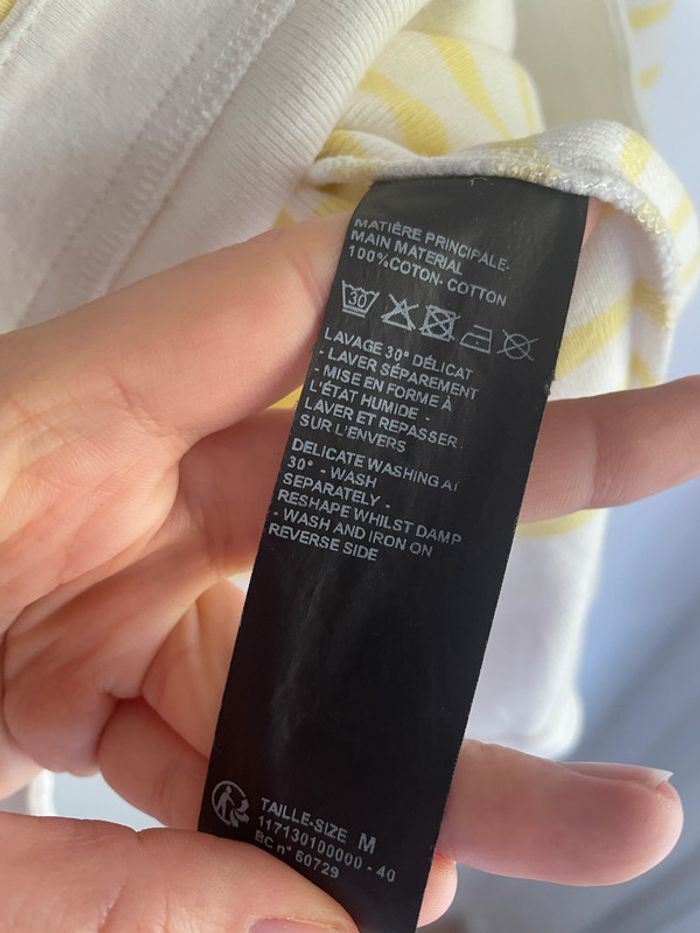 MATIÈRE PRINCIPALE-
MAIN MATERIAL
100%COTON- COTTON
30
LAVAGE 30° DÉLICAT
- LAVER SÉPAREMENT
- MISE EN FORME À
L'ÉTAT HUMIDE -
LAVER ET REPASSER
SUR L'ENVERS
DELICATE WASHING AT
30° - WASH
SEPARATELY -
RESHAPE WHILST DAMP
- WASH AND IRON ON
REVERSE SIDE
TAILLE-SIZE M
117130100000 - 40
BC n° 60729